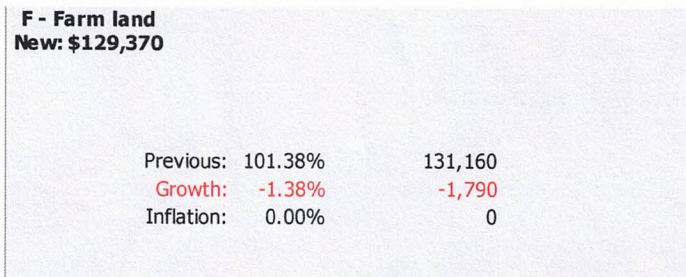 F - Farm land
New: $129,370
Previous: 101.38% 131,160
Growth: -1.38% -1,790
Inflation: 0.00% 0